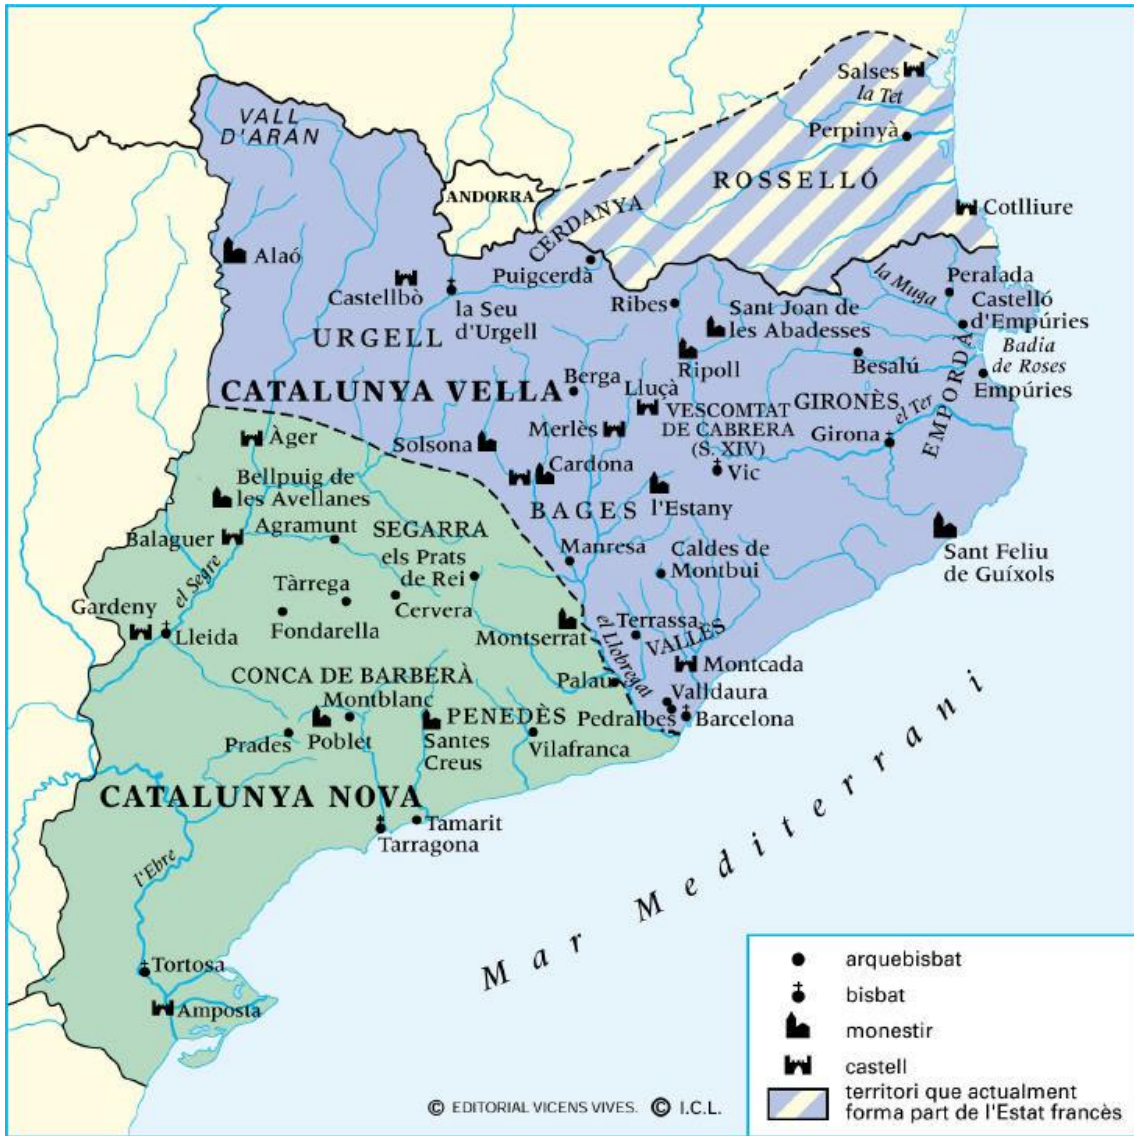 Salses
la Tet
VALL
D'ARAN
Perpinyà
ROSSELLÓ
ANDORRA
CERDANYA
Cotlliure
Alaó
Puigcerdà
la Muga
Peralada
Castellbò
la Seu
d'Urgell
Ribes
Sant Joan de
les Abadesses
Castelló
d'Empúries
URGELL
Badia
de Roses
Ripoll
Besalú
Empúries
CATALUNYA VELLA
Berga
Lluçà
VESCOMTAT
DE CABRERA
(S. XIV)
GIRONÈS
el Ter
EMPORDÀ
Àger
Solsona
Merlès
Girona
Cardona
Vic
Bellpuig de
les Avellanes
BAGES
l'Estany
Agramunt
SEGARRA
Balaguer
els Prats
de Rei
Manresa
Caldes de
Montbui
Sant Feliu
de Guíxols
el Segre
Tàrrega
Cervera
Gardeny
Lleida
Fondarella
Montserrat
el Llobregat
Terrassa
VALLÈS
Montcada
CONCA DE BARBERÀ
Palau
Valldaura
Montblanc
PENEDÈS
Pedralbes
Barcelona
Prades
Poblet
Santes
Creus
Vilafranca
CATALUNYA NOVA
Tamarit
Tarragona
l'Ebre
Mar Mediterrani
Tortosa
Amposta
arquebisbat
bisbat
monestir
castell
territori que actualment
forma part de l'Estat francès
© EDITORIAL VICENS VIVES. © I.C.L.